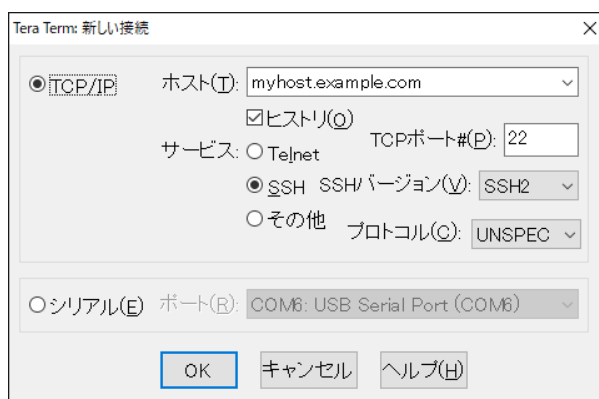 Tera Term: 新しい接続
TCP/IP ホスト(T): myhost.example.com
ヒストリ(O)
サービス: Telnet TCPポート#(P): 22
SSH SSHバージョン(V): SSH2
その他 プロトコル(C): UNSPEC
シリアル(E) ポート(R): COM6: USB Serial Port (COM6)
OK キャンセル ヘルプ(H)